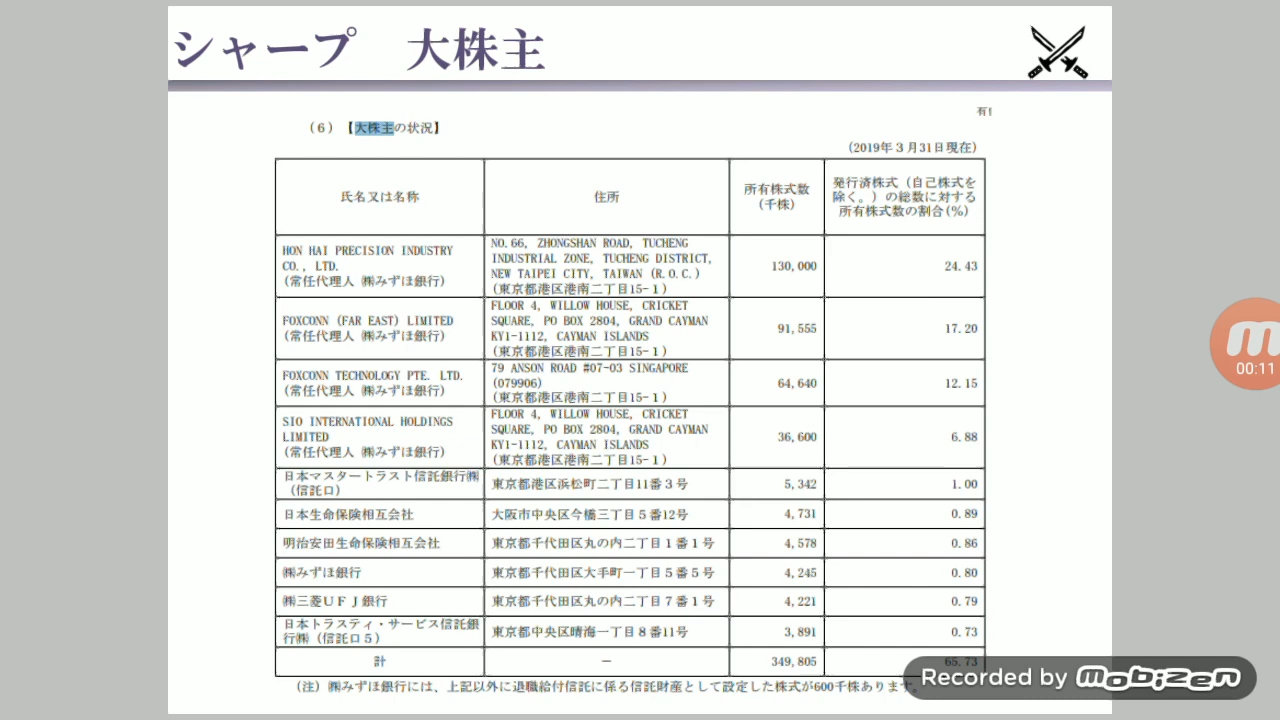 シャープ 大株主
(6)【大株主の状況】
(2019年3月31日現在)
氏名又は名称
住所
所有株式数
(千株)
発行済株式(自己株式を
除く。)の総数に対する
所有株式数の割合(%)
HON HAI PRECISION INDUSTRY
CO., LTD.
(常任代理人 ㈱みずほ銀行)
NO.66, ZHONGSHAN ROAD, TUCHENG
INDUSTRIAL ZONE, TUCHENG DISTRICT,
NEW TAIPEI CITY, TAIWAN (R.O.C.)
(東京都港区港南二丁目15-1)
130,000
24.43
FOXCONN (FAR EAST) LIMITED
(常任代理人 ㈱みずほ銀行)
FLOOR 4, WILLOW HOUSE, CRICKET
SQUARE, PO BOX 2804, GRAND CAYMAN
KY1-1112, CAYMAN ISLANDS
(東京都港区港南二丁目15-1)
91,555
17.20
FOXCONN TECHNOLOGY PTE. LTD.
(常任代理人 ㈱みずほ銀行)
79 ANSON ROAD #07-03 SINGAPORE
(079906)
(東京都港区港南二丁目15-1)
64,640
12.15
SIO INTERNATIONAL HOLDINGS
LIMITED
(常任代理人 ㈱みずほ銀行)
FLOOR 4, WILLOW HOUSE, CRICKET
SQUARE, PO BOX 2804, GRAND CAYMAN
KY1-1112, CAYMAN ISLANDS
(東京都港区港南二丁目15-1)
36,600
6.88
日本マスタートラスト信託銀行㈱
(信託口)
東京都港区浜松町二丁目11番3号
5,342
1.00
日本生命保険相互会社
大阪市中央区今橋三丁目5番12号
4,731
0.89
明治安田生命保険相互会社
東京都千代田区丸の内二丁目1番1号
4,578
0.86
㈱みずほ銀行
東京都千代田区大手町一丁目5番5号
4,245
0.80
㈱三菱UFJ銀行
東京都千代田区丸の内二丁目7番1号
4,221
0.79
日本トラスティ・サービス信託銀
行㈱(信託口5)
東京都中央区晴海一丁目8番11号
3,891
0.73
計
-
349,805
65.73
(注)㈱みずほ銀行には、上記以外に退職給付信託に係る信託財産として設定した株式が600千株あります。
00:11
Recorded by mobizen